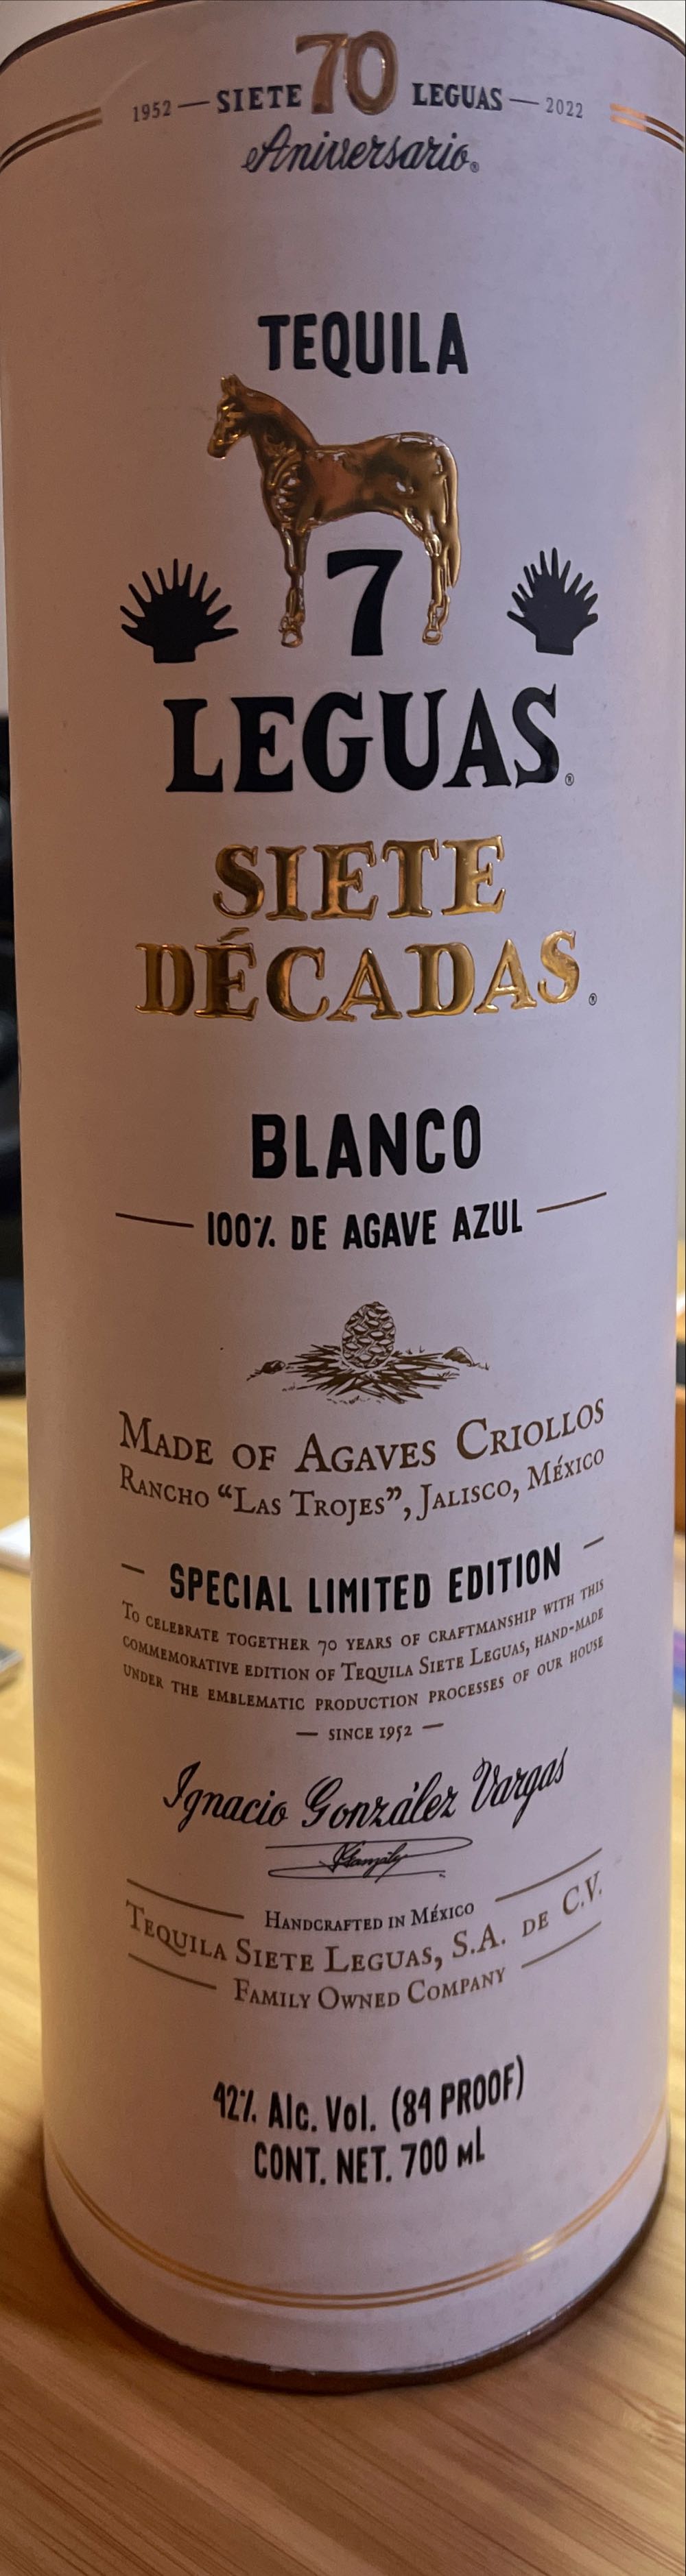 1952 — SIETE 70 LEGUAS — 2022
Aniversario®
TEQUILA
7
LEGUAS®
SIETE
DÉCADAS®
BLANCO
100% DE AGAVE AZUL
MADE OF AGAVES CRIOLLOS
RANCHO “LAS TROJES”, JALISCO, MÉXICO
— SPECIAL LIMITED EDITION —
TO CELEBRATE TOGETHER 70 YEARS OF CRAFTMANSHIP WITH THIS
COMMEMORATIVE EDITION OF TEQUILA SIETE LEGUAS, HAND-MADE
UNDER THE EMBLEMATIC PRODUCTION PROCESSES OF OUR HOUSE
— SINCE 1952 —
Ignacio González Vargas
HANDCRAFTED IN MÉXICO
TEQUILA SIETE LEGUAS, S.A. DE C.V.
FAMILY OWNED COMPANY
42% Alc. Vol. (84 PROOF)
CONT. NET. 700 mL